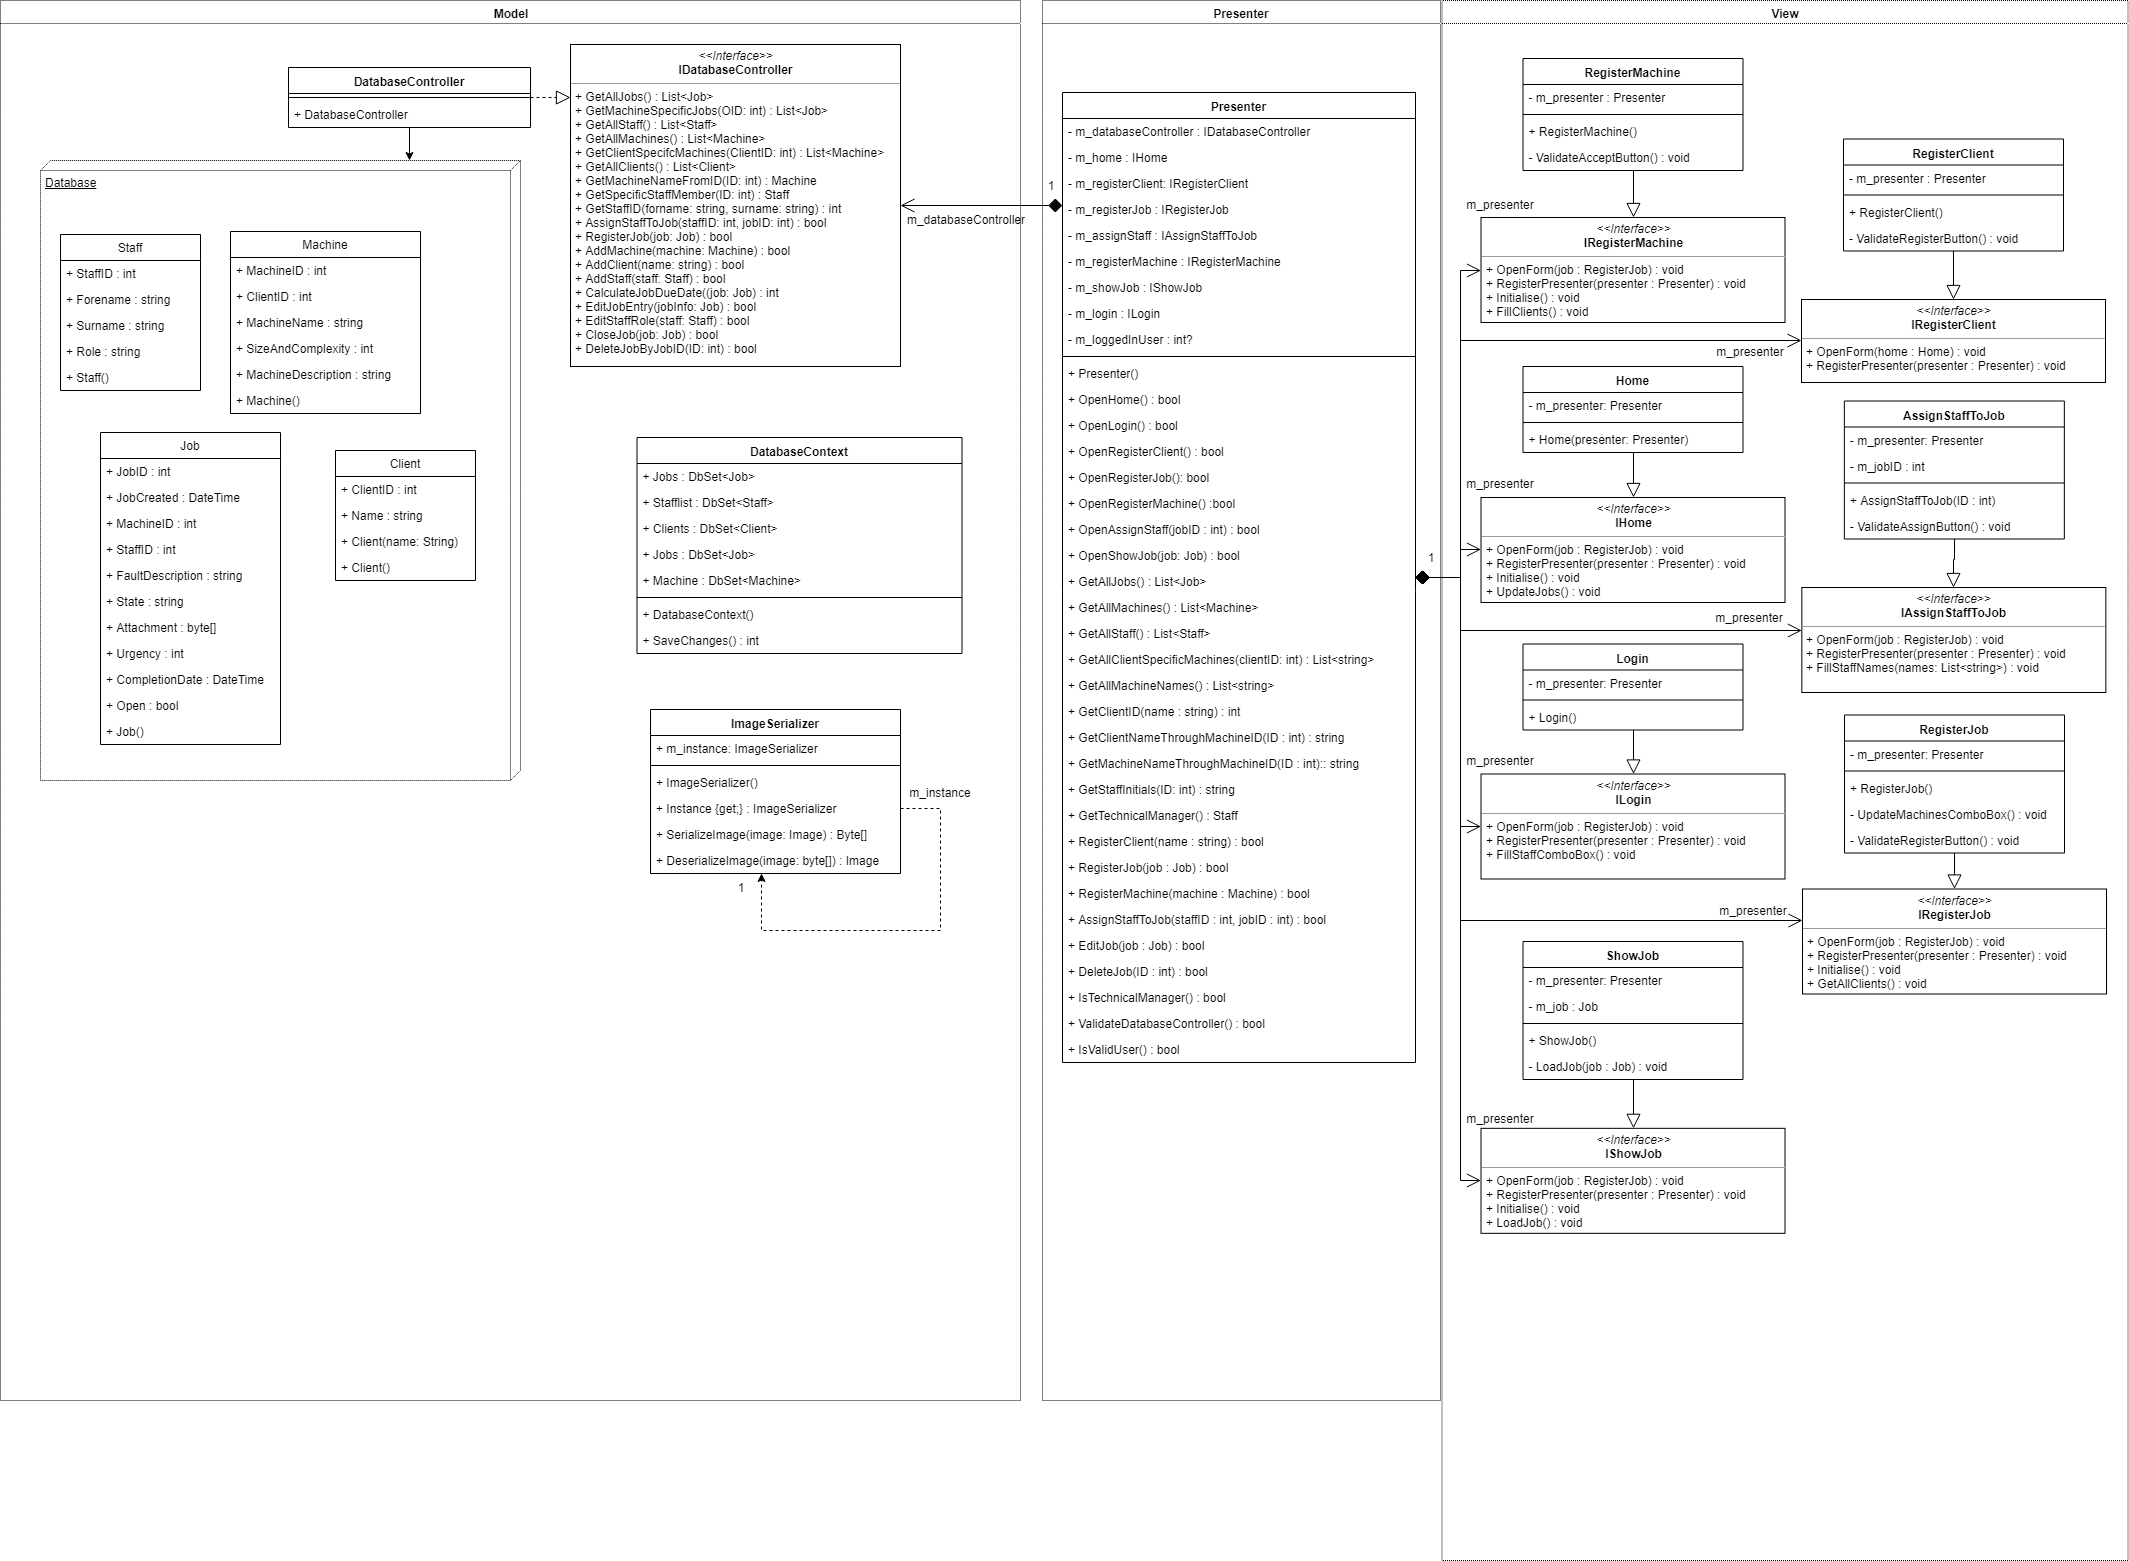 Model
DatabaseController
+ DatabaseController
<<Interface>>
IDatabaseController
+ GetAllJobs() : List<Job>
+ GetMachineSpecificJobs(OID: int) : List<Job>
+ GetAllStaff() : List<Staff>
+ GetAllMachines() : List<Machine>
+ GetClientSpecifcMachines(ClientID: int) : List<Machine>
+ GetAllClients() : List<Client>
+ GetMachineNameFromID(ID: int) : Machine
+ GetSpecificStaffMember(ID: int) : Staff
+ GetStaffID(forname: string, surname: string) : int
+ AssignStaffToJob(staffID: int, jobID: int) : bool
+ RegisterJob(job: Job) : bool
+ AddMachine(machine: Machine) : bool
+ AddClient(name: string) : bool
+ AddStaff(staff: Staff) : bool
+ CalculateJobDueDate((job: Job) : int
+ EditJobEntry(jobInfo: Job) : bool
+ EditStaffRole(staff: Staff) : bool
+ CloseJob(job: Job) : bool
+ DeleteJobByJobID(ID: int) : bool
Database
Staff
+ StaffID : int
+ Forename : string
+ Surname : string
+ Role : string
+ Staff()
Machine
+ MachineID : int
+ ClientID : int
+ MachineName : string
+ SizeAndComplexity : int
+ MachineDescription : string
+ Machine()
Job
+ JobID : int
+ JobCreated : DateTime
+ MachineID : int
+ StaffID : int
+ FaultDescription : string
+ State : string
+ Attachment : byte[]
+ Urgency : int
+ CompletionDate : DateTime
+ Open : bool
+ Job()
Client
+ ClientID : int
+ Name : string
+ Client(name: String)
+ Client()
DatabaseContext
+ Jobs : DbSet<Job>
+ Stafflist : DbSet<Staff>
+ Clients : DbSet<Client>
+ Jobs : DbSet<Job>
+ Machine : DbSet<Machine>
+ DatabaseContext()
+ SaveChanges() : int
ImageSerializer
+ m_instance: ImageSerializer
+ ImageSerializer()
+ Instance {get;} : ImageSerializer
+ SerializeImage(image: Image) : Byte[]
+ DeserializeImage(image: byte[]) : Image
m_instance
1
Presenter
1
m_databaseController
Presenter
- m_databaseController : IDatabaseController
- m_home : IHome
- m_registerClient: IRegisterClient
- m_registerJob : IRegisterJob
- m_assignStaff : IAssignStaffToJob
- m_registerMachine : IRegisterMachine
- m_showJob : IShowJob
- m_login : ILogin
- m_loggedInUser : int?
+ Presenter()
+ OpenHome() : bool
+ OpenLogin() : bool
+ OpenRegisterClient() : bool
+ OpenRegisterJob(): bool
+ OpenRegisterMachine() :bool
+ OpenAssignStaff(jobID : int) : bool
+ OpenShowJob(job: Job) : bool
+ GetAllJobs() : List<Job>
+ GetAllMachines() : List<Machine>
+ GetAllStaff() : List<Staff>
+ GetAllClientSpecificMachines(clientID: int) : List<string>
+ GetAllMachineNames() : List<string>
+ GetClientID(name : string) : int
+ GetClientNameThroughMachineID(ID : int) : string
+ GetMachineNameThroughMachineID(ID : int):: string
+ GetStaffInitials(ID: int) : string
+ GetTechnicalManager() : Staff
+ RegisterClient(name : string) : bool
+ RegisterJob(job : Job) : bool
+ RegisterMachine(machine : Machine) : bool
+ AssignStaffToJob(staffID : int, jobID : int) : bool
+ EditJob(job : Job) : bool
+ DeleteJob(ID : int) : bool
+ IsTechnicalManager() : bool
+ ValidateDatabaseController() : bool
+ IsValidUser() : bool
1
View
RegisterMachine
- m_presenter : Presenter
+ RegisterMachine()
- ValidateAcceptButton() : void
m_presenter
<<Interface>>
IRegisterMachine
+ OpenForm(job : RegisterJob) : void
+ RegisterPresenter(presenter : Presenter) : void
+ Initialise() : void
+ FillClients() : void
RegisterClient
- m_presenter : Presenter
+ RegisterClient()
- ValidateRegisterButton() : void
<<Interface>>
IRegisterClient
m_presenter
+ OpenForm(home : Home) : void
+ RegisterPresenter(presenter : Presenter) : void
Home
- m_presenter: Presenter
+ Home(presenter: Presenter)
m_presenter
<<Interface>>
IHome
+ OpenForm(job : RegisterJob) : void
+ RegisterPresenter(presenter : Presenter) : void
+ Initialise() : void
+ UpdateJobs() : void
AssignStaffToJob
- m_presenter: Presenter
- m_jobID : int
+ AssignStaffToJob(ID : int)
- ValidateAssignButton() : void
<<Interface>>
IAssignStaffToJob
m_presenter
+ OpenForm(job : RegisterJob) : void
+ RegisterPresenter(presenter : Presenter) : void
+ FillStaffNames(names: List<string>) : void
Login
- m_presenter: Presenter
+ Login()
m_presenter
<<Interface>>
ILogin
+ OpenForm(job : RegisterJob) : void
+ RegisterPresenter(presenter : Presenter) : void
+ FillStaffComboBox() : void
RegisterJob
- m_presenter: Presenter
+ RegisterJob()
- UpdateMachinesComboBox() : void
- ValidateRegisterButton() : void
m_presenter
<<Interface>>
IRegisterJob
+ OpenForm(job : RegisterJob) : void
+ RegisterPresenter(presenter : Presenter) : void
+ Initialise() : void
+ GetAllClients() : void
ShowJob
- m_presenter: Presenter
- m_job : Job
+ ShowJob()
- LoadJob(job : Job) : void
m_presenter
<<Interface>>
IShowJob
+ OpenForm(job : RegisterJob) : void
+ RegisterPresenter(presenter : Presenter) : void
+ Initialise() : void
+ LoadJob() : void